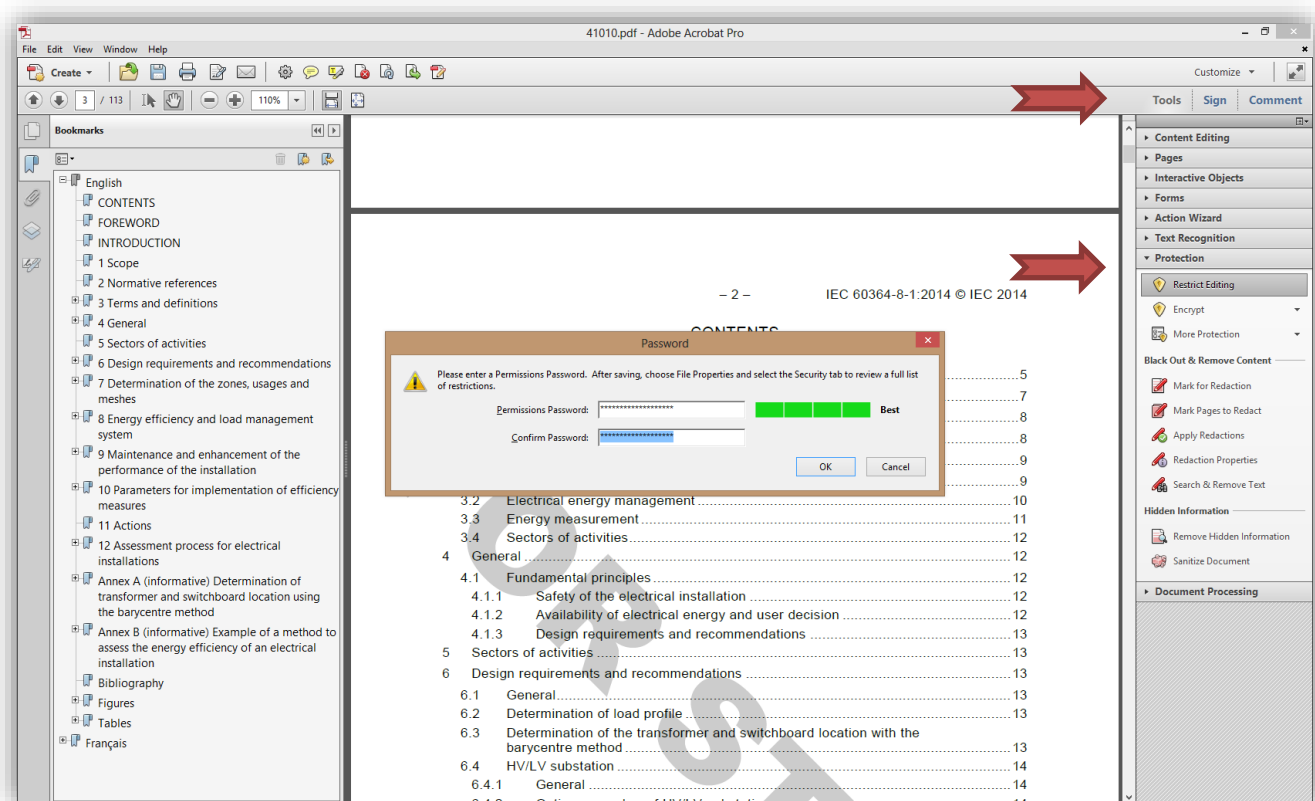 41010.pdf - Adobe Acrobat Pro
File Edit View Window Help
Create
Customize
3 / 113
110%
Tools Sign Comment
Bookmarks
English
CONTENTS
FOREWORD
INTRODUCTION
1 Scope
2 Normative references
3 Terms and definitions
4 General
5 Sectors of activities
6 Design requirements and recommendations
7 Determination of the zones, usages and
meshes
8 Energy efficiency and load management
system
9 Maintenance and enhancement of the
performance of the installation
10 Parameters for implementation of efficiency
measures
11 Actions
12 Assessment process for electrical
installations
Annex A (informative) Determination of
transformer and switchboard location using
the barycentre method
Annex B (informative) Example of a method to
assess the energy efficiency of an electrical
installation
Bibliography
Figures
Tables
Français
– 2 – IEC 60364-8-1:2014 © IEC 2014
CONTENTS
Password
Please enter a Permissions Password. After saving, choose File Properties and select the Security tab to review a full list
of restrictions.
Permissions Password: ******************* Best
Confirm Password: *******************
OK Cancel
5
7
8
8
9
9
3.2 Electrical energy management 10
3.3 Energy measurement 11
3.4 Sectors of activities 12
4 General 12
4.1 Fundamental principles 12
4.1.1 Safety of the electrical installation 12
4.1.2 Availability of electrical energy and user decision 12
4.1.3 Design requirements and recommendations 13
5 Sectors of activities 13
6 Design requirements and recommendations 13
6.1 General 13
6.2 Determination of load profile 13
6.3 Determination of the transformer and switchboard location with the
barycentre method 13
6.4 HV/LV substation 14
6.4.1 General 14
OR ST
Content Editing
Pages
Interactive Objects
Forms
Action Wizard
Text Recognition
Protection
Restrict Editing
Encrypt
More Protection
Black Out & Remove Content
Mark for Redaction
Mark Pages to Redact
Apply Redactions
Redaction Properties
Search & Remove Text
Hidden Information
Remove Hidden Information
Sanitize Document
Document Processing